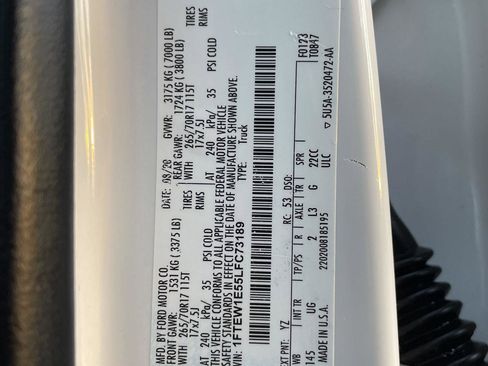 MFD. BY FORD MOTOR CO.
DATE: 08/20 GVWR: 3175 KG ( 7000 LB)
FRONT GAWR: 1531 KG ( 3375 LB) REAR GAWR: 1724 KG ( 3800 LB)
265/70R17 115T TIRES WITH 265/70R17 115T TIRES
17x7.5J RIMS 17x7.5J RIMS
AT 240 kPa/ 35 PSI COLD AT 240 kPa/ 35 PSI COLD
THIS VEHICLE CONFORMS TO ALL APPLICABLE FEDERAL MOTOR VEHICLE
SAFETY STANDARDS IN EFFECT ON THE DATE OF MANUFACTURE SHOWN ABOVE.
VIN: 1FTEW1E55LFC73189 TYPE: Truck
F0123
T0847
EXT PNT: YZ RC: 53 DSO:
WB INT TR TP/PS R AXLE TR SPR
145 UG 2 L3 G 22CC
ULC
MADE IN U.S.A. 2202008185195 5U5A-3520472-AA